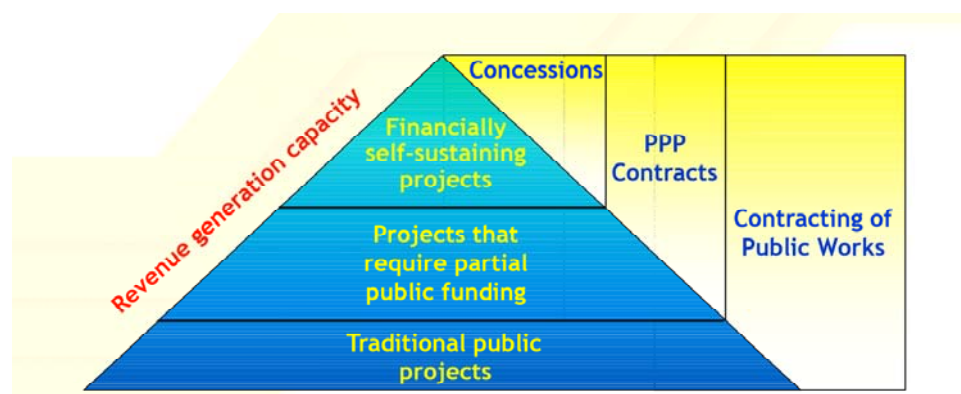 Revenue generation capacity
Concessions
Financially
self-sustaining
projects
PPP
Contracts
Contracting of
Public Works
Projects that
require partial
public funding
Traditional public
projects